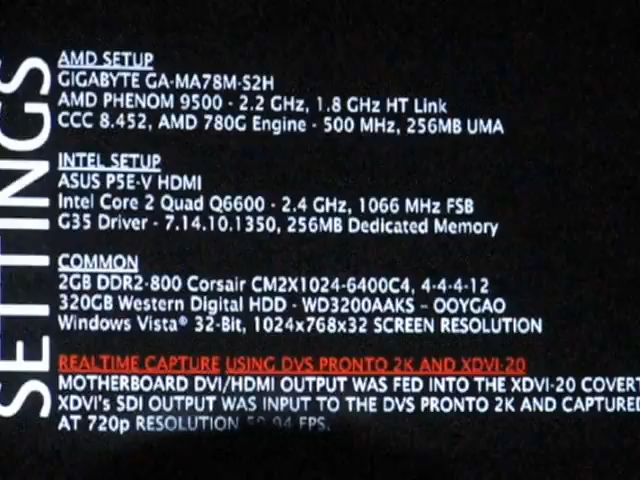 SETTINGS
AMD SETUP
GIGABYTE GA-MA78M-S2H
AMD PHENOM 9500 - 2.2 GHz, 1.8 GHz HT Link
CCC 8.452, AMD 780G Engine - 500 MHz, 256MB UMA
INTEL SETUP
ASUS P5E-V HDMI
Intel Core 2 Quad Q6600 - 2.4 GHz, 1066 MHz FSB
G35 Driver - 7.14.10.1350, 256MB Dedicated Memory
COMMON
2GB DDR2-800 Corsair CM2X1024-6400C4, 4-4-4-12
320GB Western Digital HDD - WD3200AAKS – OOYGAO
Windows Vista® 32-Bit, 1024x768x32 SCREEN RESOLUTION
REALTIME CAPTURE USING DVS PRONTO 2K AND XDVI-20
MOTHERBOARD DVI/HDMI OUTPUT WAS FED INTO THE XDVI-20 COVERT
XDVI's SDI OUTPUT WAS INPUT TO THE DVS PRONTO 2K AND CAPTURED
AT 720p RESOLUTION 59.94 FPS.